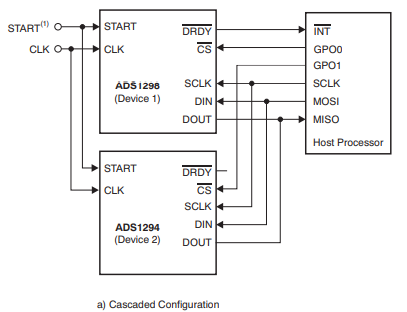 START(1)
CLK
START
CLK
ADS1298
(Device 1)
DRDY
CS
SCLK
DIN
DOUT
INT
GPO0
GPO1
SCLK
MOSI
MISO
Host Processor
START
CLK
ADS1294
(Device 2)
DRDY
CS
SCLK
DIN
DOUT
a) Cascaded Configuration